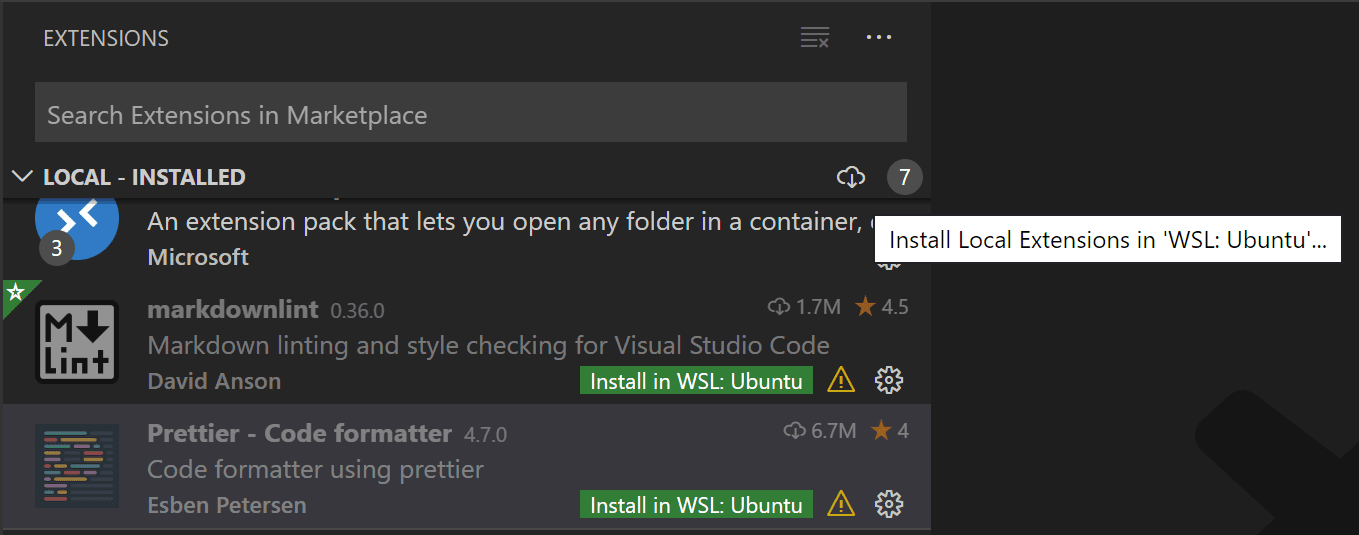 EXTENSIONS
Search Extensions in Marketplace
LOCAL - INSTALLED 7
An extension pack that lets you open any folder in a container,
Install Local Extensions in 'WSL: Ubuntu'...
3
Microsoft
markdownlint 0.36.0 1.7M 4.5
M
Lint
Markdown linting and style checking for Visual Studio Code
David Anson Install in WSL: Ubuntu
Prettier - Code formatter 4.7.0 6.7M 4
Code formatter using prettier
Esben Petersen Install in WSL: Ubuntu